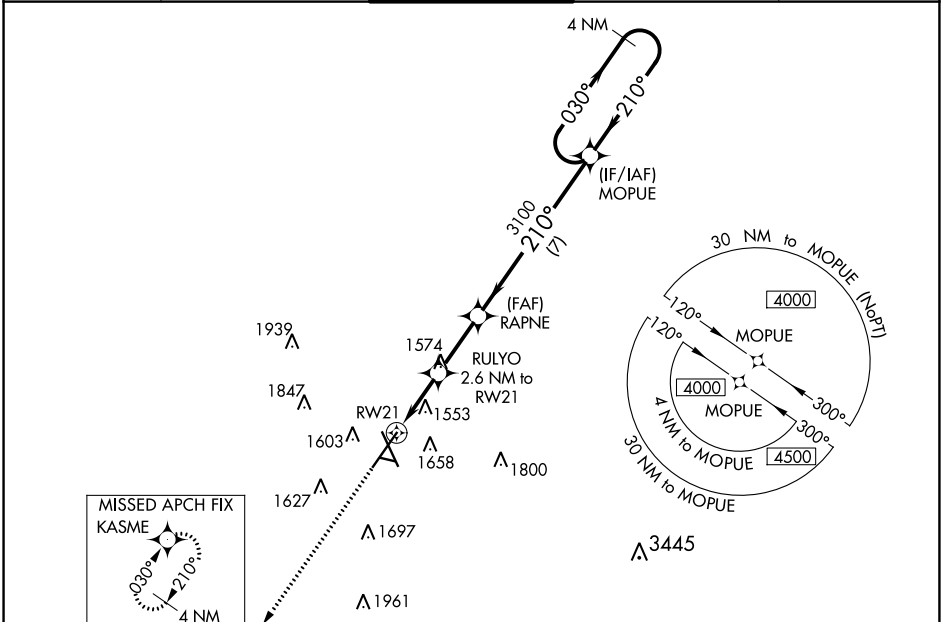 4 NM
030°
210°
(IF/IAF)
MOPUE
3100
210°
(7)
(FAF)
RAPNE
1574
RULYO
2.6 NM to
RW21
1939
1847
1553
RW21
1603
1658
1800
1627
1697
1961
3445
30 NM to MOPUE (NoPT)
4000
120°
MOPUE
300°
120°
4000
MOPUE
300°
4 NM to MOPUE
4500
30 NM to MOPUE
MISSED APCH FIX
KASME
030°
210°
4 NM